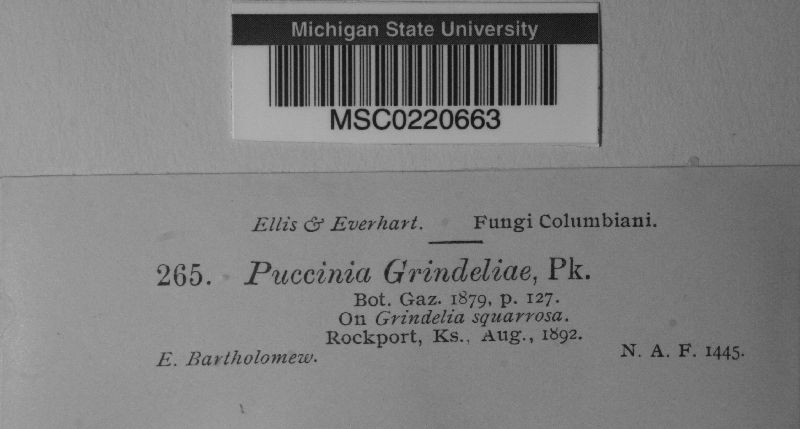 Michigan State University
MSC0220663
Ellis & Everhart. Fungi Columbiani.
265. Puccinia Grindeliae, Pk.
Bot. Gaz. 1879, p. 127.
On Grindelia squarrosa.
Rockport, Ks., Aug., 1892.
E. Bartholomew. N. A. F. 1445.